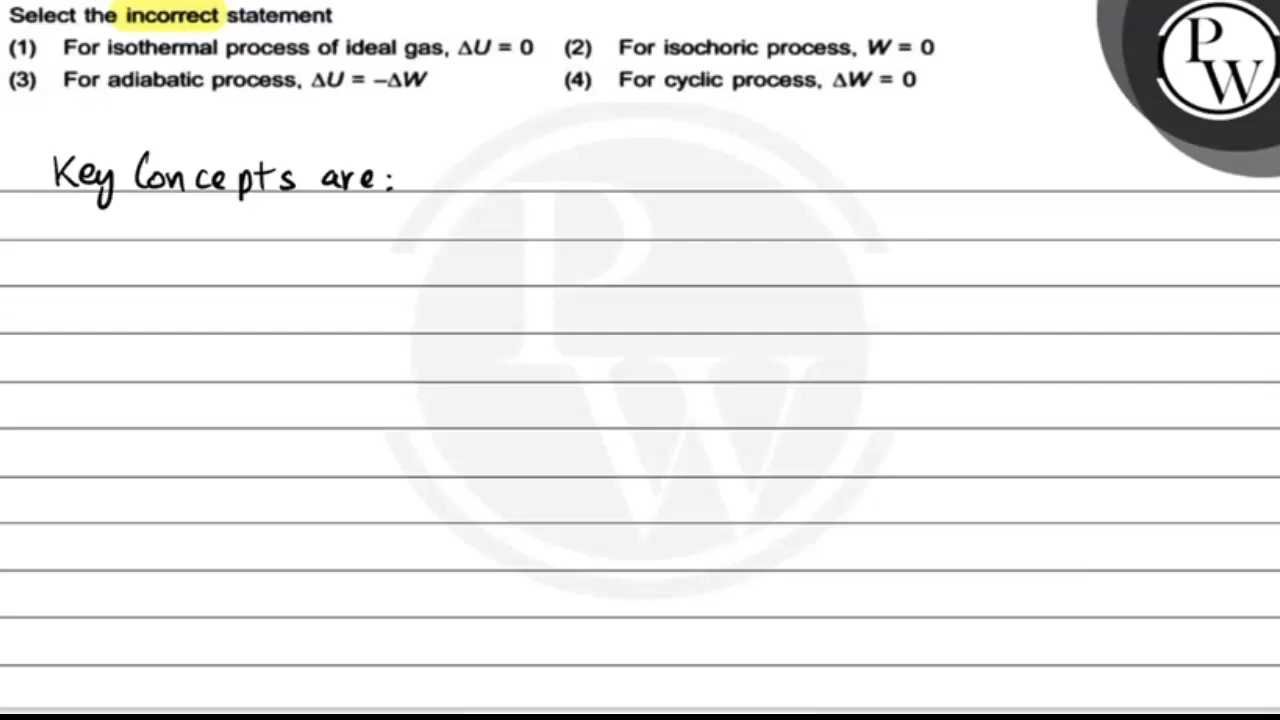 Select the incorrect statement
(1) For isothermal process of ideal gas, ΔU = 0 (2) For isochoric process, W = 0
(3) For adiabatic process, ΔU = –ΔW (4) For cyclic process, ΔW = 0
Key Concepts are:
P
W
P
W